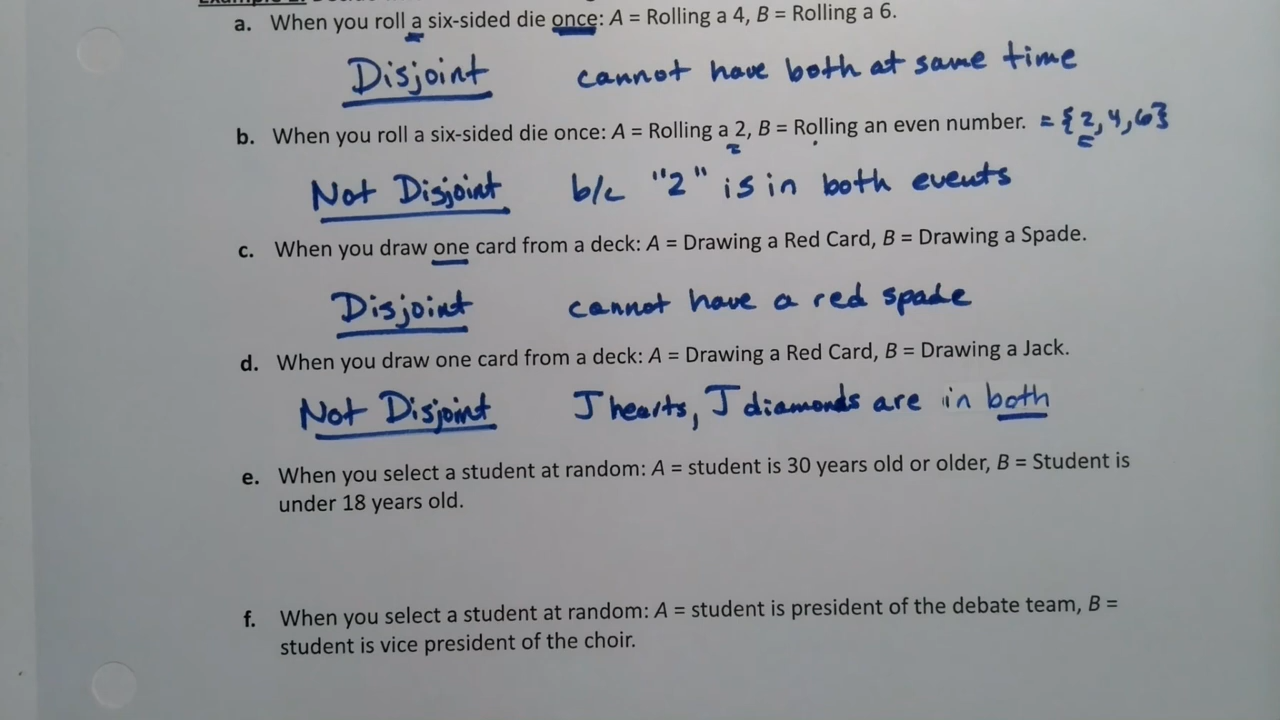 a. When you roll a six-sided die once: A = Rolling a 4, B = Rolling a 6.
Disjoint cannot have both at same time
b. When you roll a six-sided die once: A = Rolling a 2, B = Rolling an even number. = {2,4,6}
Not Disjoint b/c "2" is in both events
c. When you draw one card from a deck: A = Drawing a Red Card, B = Drawing a Spade.
Disjoint cannot have a red spade
d. When you draw one card from a deck: A = Drawing a Red Card, B = Drawing a Jack.
Not Disjoint J hearts, J diamonds are in both
e. When you select a student at random: A = student is 30 years old or older, B = Student is
under 18 years old.
f. When you select a student at random: A = student is president of the debate team, B =
student is vice president of the choir.